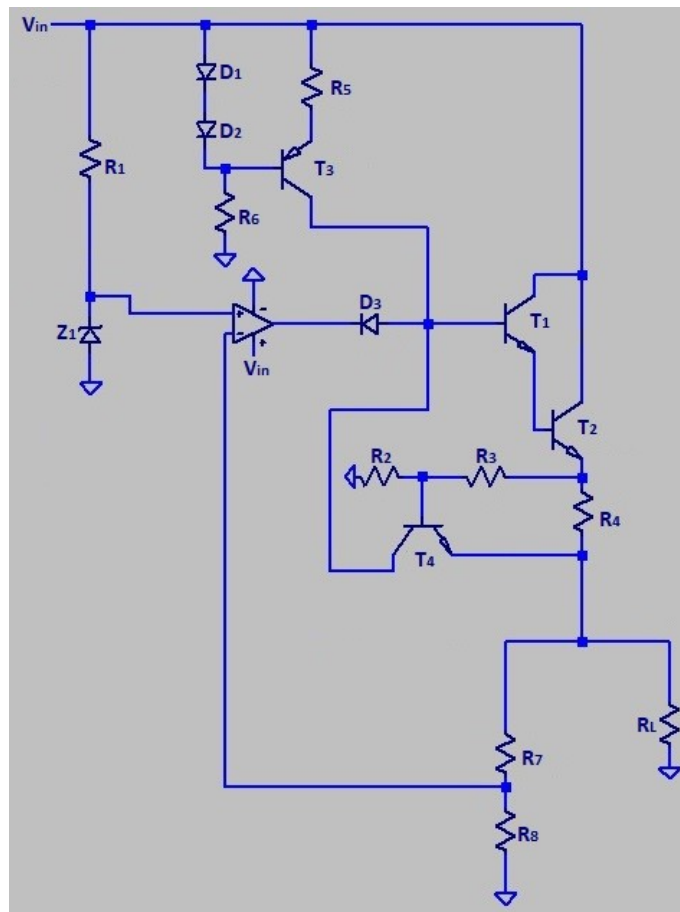 Vin
D1
R5
D2
T3
R1
R6
D3
T1
+
-
-
+
Z1
Vin
T2
R2
R3
R4
T4
RL
R7
R8